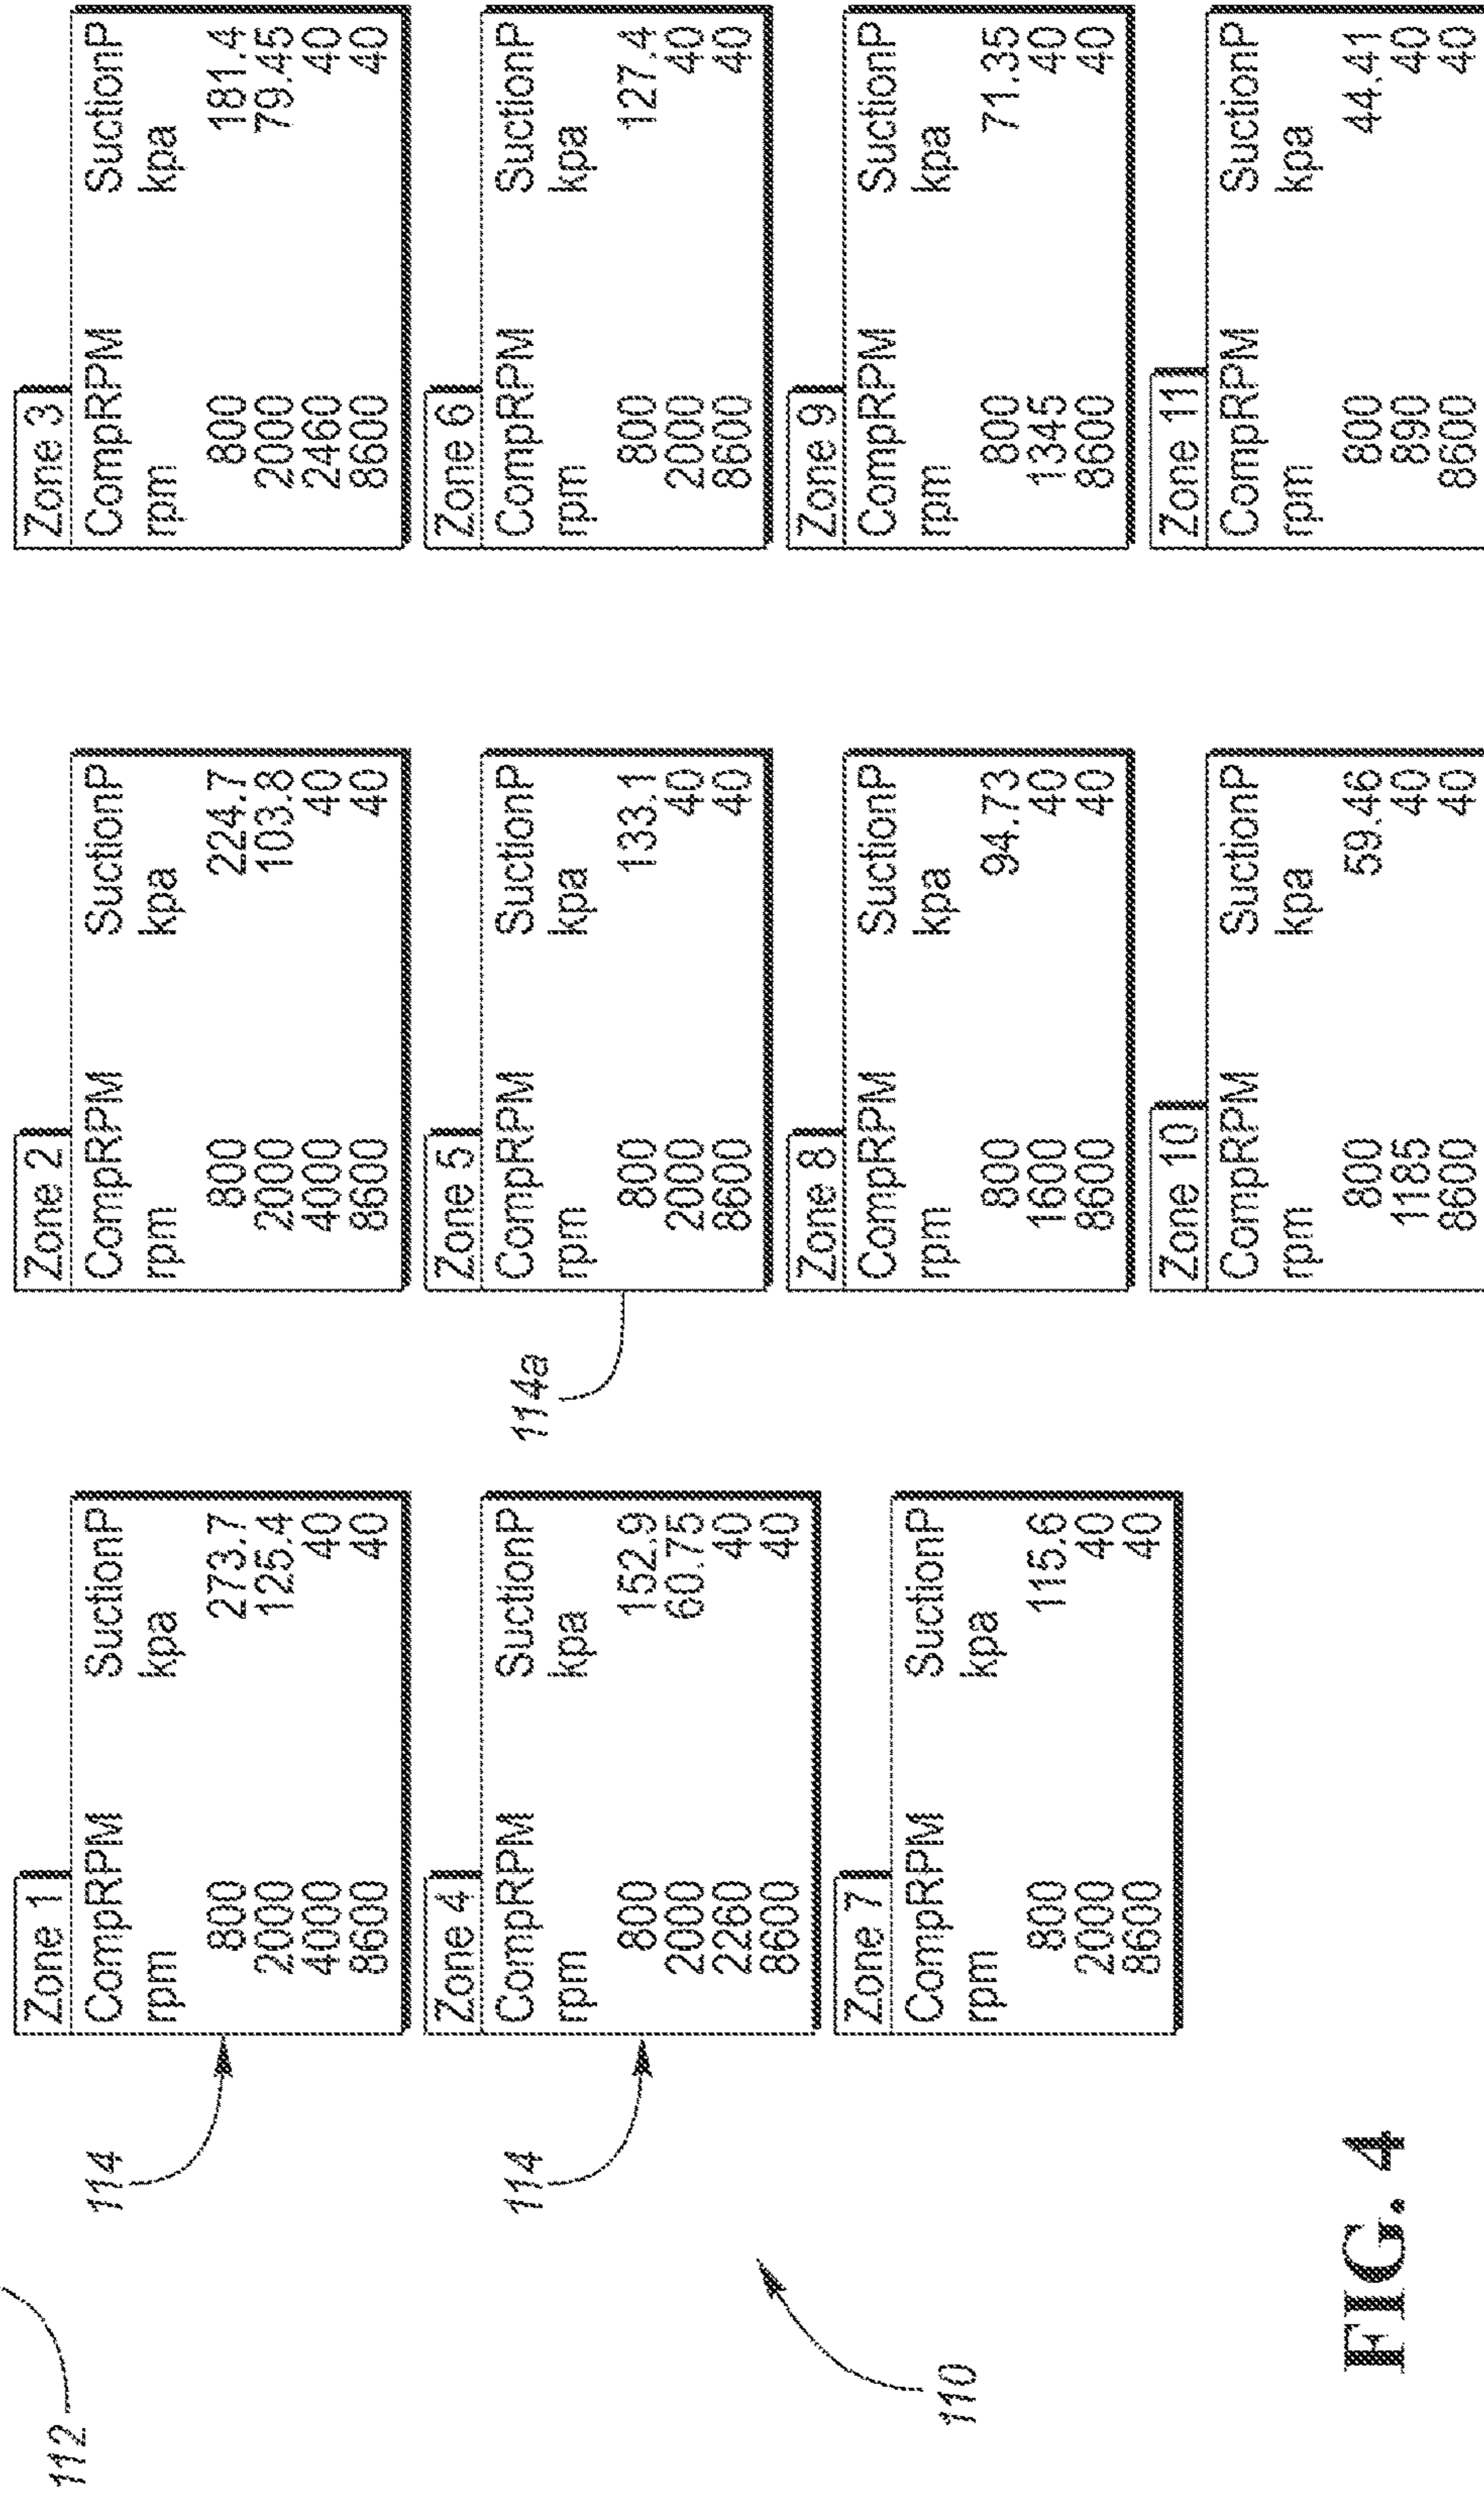 112
114
Zone 1
CompRPM SuctionP
rpm kpa
800 273.7
2000 125.4
4000 40
8600 40
Zone 2
CompRPM SuctionP
rpm kpa
800 224.7
2000 103.8
4000 40
8600 40
Zone 3
CompRPM SuctionP
rpm kpa
800 181.4
2000 79.45
2460 40
8600 40
114
Zone 4
CompRPM SuctionP
rpm kpa
800 152.9
2000 60.75
2260 40
8600 40
114a
Zone 5
CompRPM SuctionP
rpm kpa
800 133.1
2000 40
8600 40
Zone 6
CompRPM SuctionP
rpm kpa
800 127.4
2000 40
8600 40
110
Zone 7
CompRPM SuctionP
rpm kpa
800 115.6
2000 40
8600 40
Zone 8
CompRPM SuctionP
rpm kpa
800 94.73
1600 40
8600 40
Zone 9
CompRPM SuctionP
rpm kpa
800 71.35
1345 40
8600 40
Zone 10
CompRPM SuctionP
rpm kpa
800 59.46
1185 40
8600 40
Zone 11
CompRPM SuctionP
rpm kpa
800 44.41
890 40
8600 40
FIG. 4